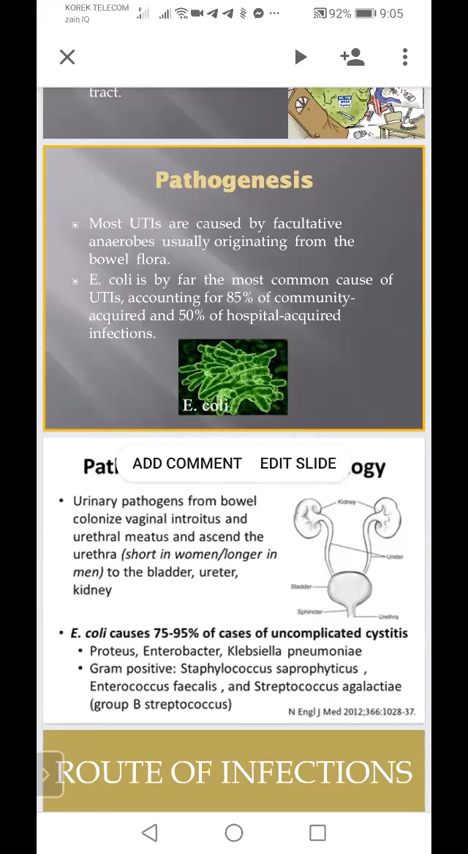 KOREK TELECOM
zain IQ
92%
9:05
tract.
Pathogenesis
Most UTIs are caused by facultative
anaerobes usually originating from the
bowel flora.
E. coli is by far the most common cause of
UTIs, accounting for 85% of community-
acquired and 50% of hospital-acquired
infections.
E. coli
ADD COMMENT EDIT SLIDE
• Urinary pathogens from bowel
colonize vaginal introitus and
urethral meatus and ascend the
urethra (short in women/longer in
men) to the bladder, ureter,
kidney
Kidney
Ureter
Bladder
Sphincter
Urethra
• E. coli causes 75-95% of cases of uncomplicated cystitis
• Proteus, Enterobacter, Klebsiella pneumoniae
• Gram positive: Staphylococcus saprophyticus ,
Enterococcus faecalis , and Streptococcus agalactiae
(group B streptococcus)
N Engl J Med 2012;366:1028-37.
ROUTE OF INFECTIONS